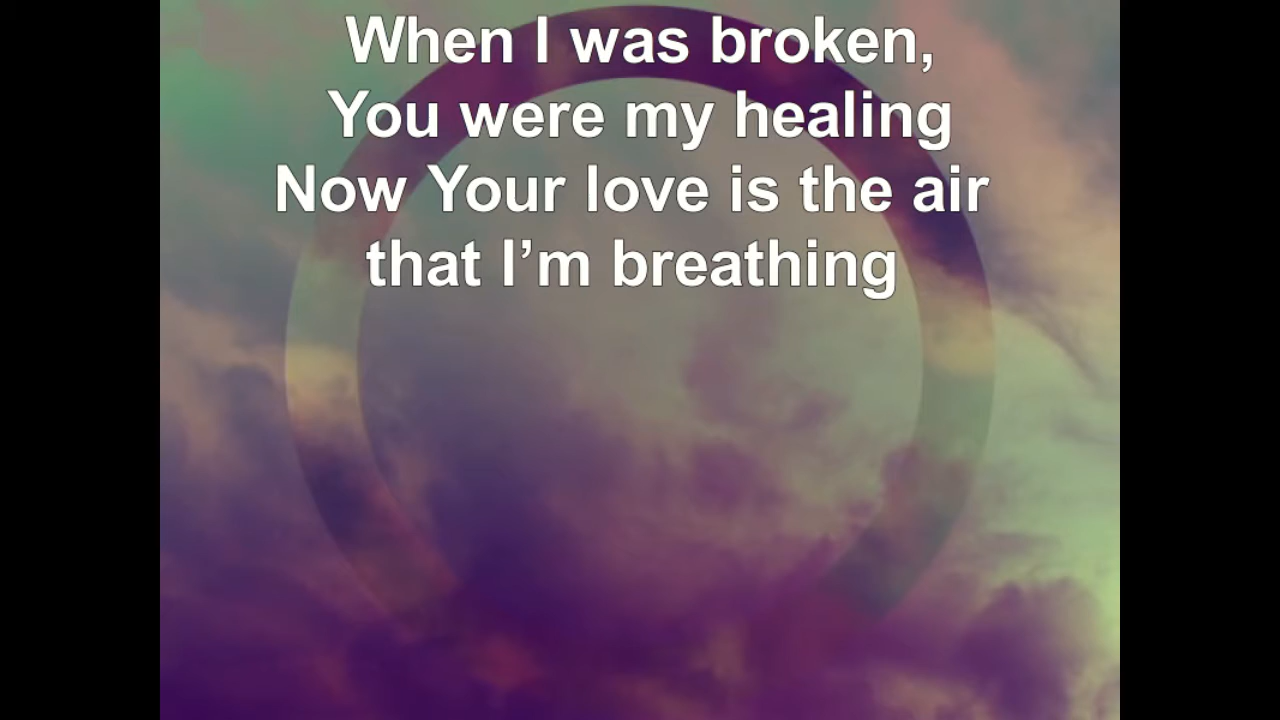 When I was broken,
You were my healing
Now Your love is the air
that I’m breathing